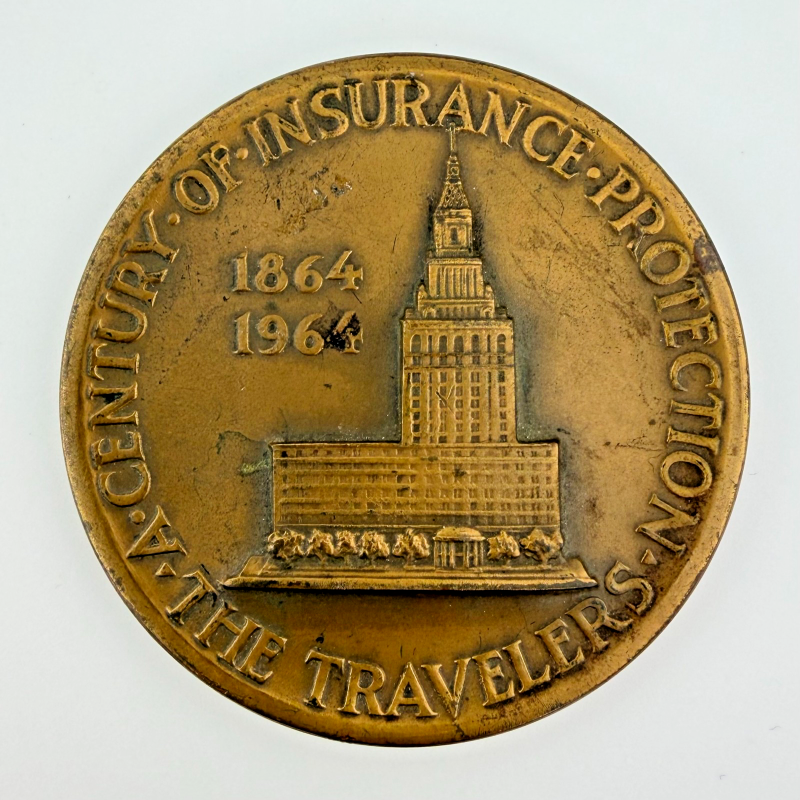 A · CENTURY · OF · INSURANCE · PROTECTION ·
THE TRAVELERS ·
1864
1964